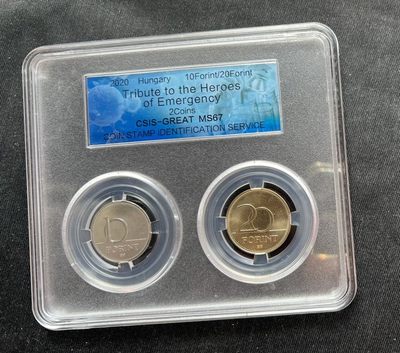 2020 Hungary 10Forint/20Forint
Tribute to the Heroes
of Emergency
2Coins
CSIS-GREAT MS67
COIN STAMP IDENTIFICATION SERVICE
10
FORINT
20
FORINT